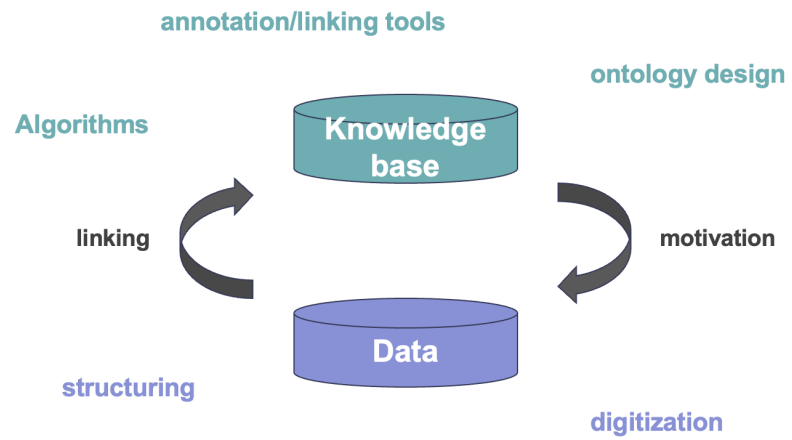 annotation/linking tools
ontology design
Algorithms
Knowledge
base
linking
motivation
Data
structuring
digitization